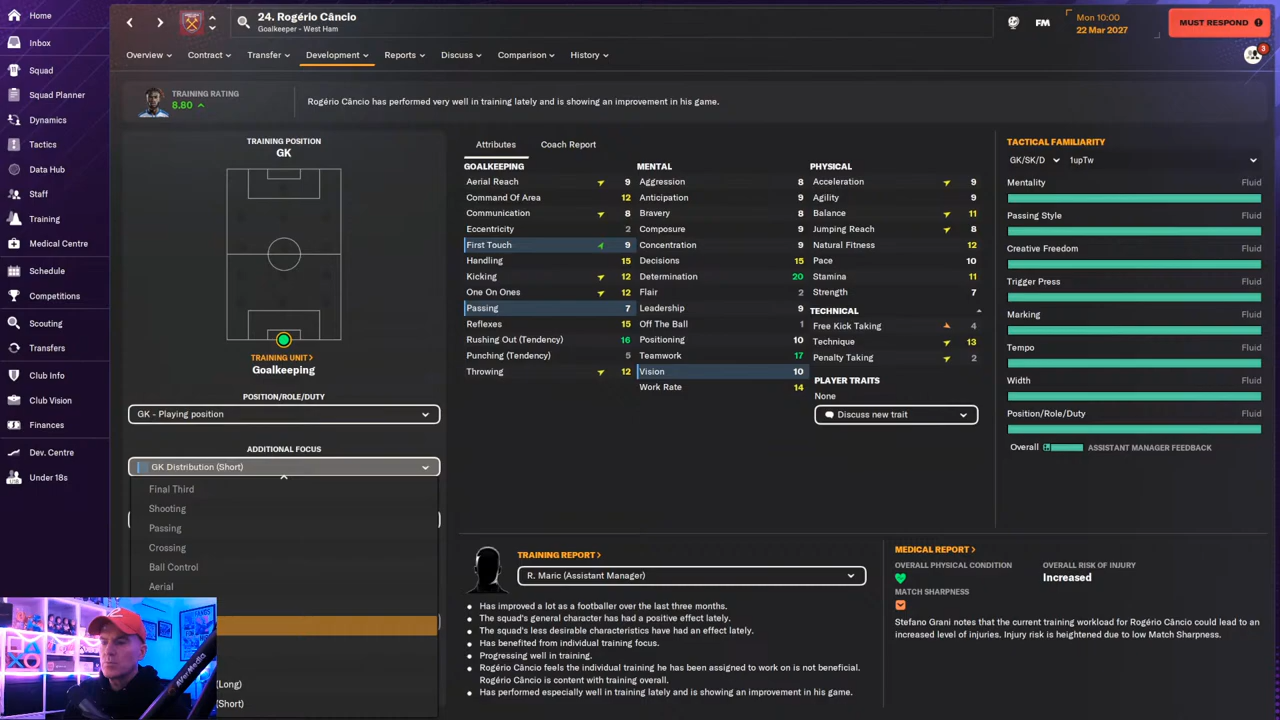 Home
Inbox
Squad
Squad Planner
Dynamics
Tactics
Data Hub
Staff
Training
Medical Centre
Schedule
Competitions
Scouting
Transfers
Club Info
Club Vision
Finances
Dev. Centre
Under 18s
24. Rogério Câncio
Goalkeeper - West Ham
FM
Mon 10:00
22 Mar 2027
MUST RESPOND
3
Overview
Contract
Transfer
Development
Reports
Discuss
Comparison
History
TRAINING RATING
8.80
Rogério Câncio has performed very well in training lately and is showing an improvement in his game.
TRAINING POSITION
GK
TRAINING UNIT>
Goalkeeping
POSITION/ROLE/DUTY
GK - Playing position
ADDITIONAL FOCUS
GK Distribution (Short)
Final Third
Shooting
Passing
Crossing
Ball Control
Aerial
(Long)
(Short)
Attributes
Coach Report
GOALKEEPING
Aerial Reach 9
Command Of Area 12
Communication 8
Eccentricity 2
First Touch 9
Handling 15
Kicking 12
One On Ones 12
Passing 7
Reflexes 15
Rushing Out (Tendency) 16
Punching (Tendency) 5
Throwing 12
MENTAL
Aggression 8
Anticipation 9
Bravery 8
Composure 9
Concentration 9
Decisions 15
Determination 20
Flair 2
Leadership 9
Off The Ball 1
Positioning 10
Teamwork 17
Vision 10
Work Rate 14
PHYSICAL
Acceleration 9
Agility 9
Balance 11
Jumping Reach 8
Natural Fitness 12
Pace 10
Stamina 11
Strength 7
TECHNICAL
Free Kick Taking 4
Technique 13
Penalty Taking 2
PLAYER TRAITS
None
Discuss new trait
TACTICAL FAMILIARITY
GK/SK/D 1upTw
Mentality Fluid
Passing Style Fluid
Creative Freedom Fluid
Trigger Press Fluid
Marking Fluid
Tempo Fluid
Width Fluid
Position/Role/Duty Fluid
Overall ASSISTANT MANAGER FEEDBACK
TRAINING REPORT >
R. Maric (Assistant Manager)
Has improved a lot as a footballer over the last three months.
The squad's general character has had a positive effect lately.
The squad's less desirable characteristics have had an effect lately.
Has benefited from individual training focus.
Progressing well in training.
Rogério Câncio feels the individual training he has been assigned to work on is not beneficial.
Rogério Câncio is content with training overall.
Has performed especially well in training lately and is showing an improvement in his game.
MEDICAL REPORT >
OVERALL PHYSICAL CONDITION
MATCH SHARPNESS
OVERALL RISK OF INJURY
Increased
Stefano Grani notes that the current training workload for Rogério Câncio could lead to an
increased level of injuries. Injury risk is heightened due to low Match Sharpness.
AVerMedia